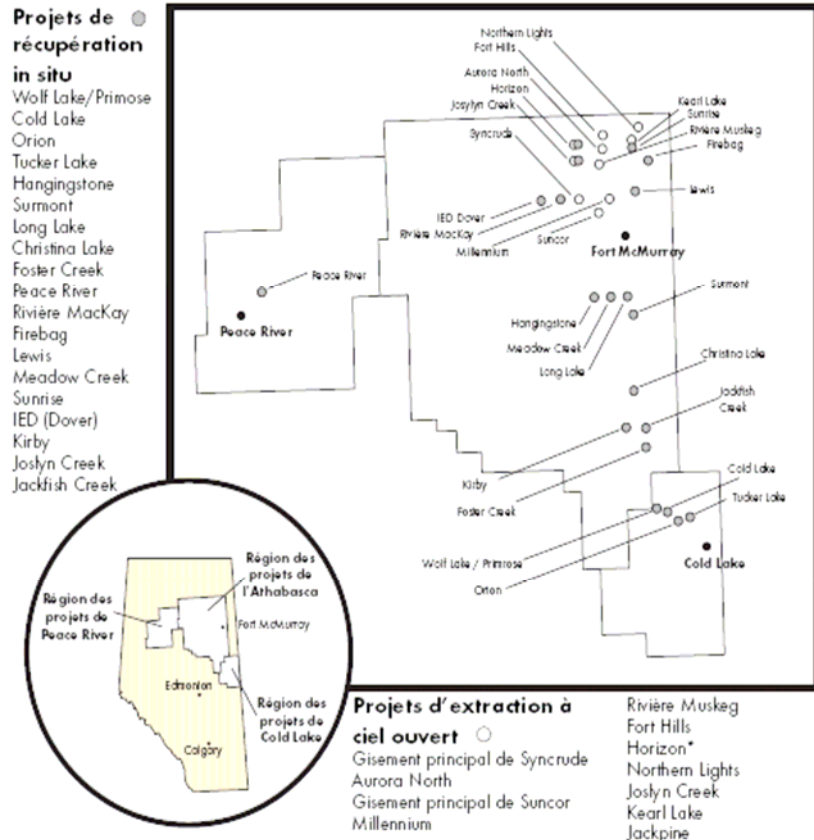 Projets de
récupération
in situ
Wolf Lake/Primose
Cold Lake
Orion
Tucker Lake
Hangingstone
Surmont
Long Lake
Christina Lake
Foster Creek
Peace River
Rivière MacKay
Firebag
Lewis
Meadow Creek
Sunrise
IED (Dover)
Kirby
Joslyn Creek
Jackfish Creek
Northern Lights
Fort Hills
Aurora North
Horizon
Josylyn Creek
Syncrude
Kearl Lake
Sunrise
Rivière Muskeg
Firebag
Lewis
IED Dover
Rivière MacKay
Millennium
Suncor
Fort McMurray
Peace River
Peace River
Surmont
Hangingstone
Meadow Creek
Long Lake
Christina Lake
Jackfish
Creek
Kirby
Foster Creek
Cold Lake
Tucker Lake
Wolf Lake / Primrose
Orion
Cold Lake
Région des
projets de
l'Athabasca
Région des
projets de
Peace River
Fort McMurray
Edmonton
Région des
projets de
Cold Lake
Calgary
Projets d'extraction à
ciel ouvert
Gisement principal de Syncrude
Aurora North
Gisement principal de Suncor
Millennium
Rivière Muskeg
Fort Hills
Horizon*
Northern Lights
Joslyn Creek
Kearl Lake
Jackpine